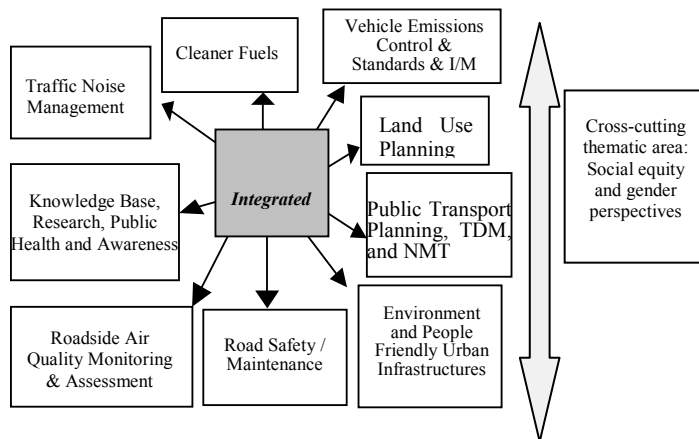 Cleaner Fuels
Vehicle Emissions
Control &
Standards & I/M
Traffic Noise
Management
Land Use
Planning
Cross-cutting
thematic area:
Social equity
and gender
perspectives
Integrated
Knowledge Base,
Research, Public
Health and Awareness
Public Transport
Planning, TDM,
and NMT
Roadside Air
Quality Monitoring
& Assessment
Road Safety /
Maintenance
Environment
and People
Friendly Urban
Infrastructures